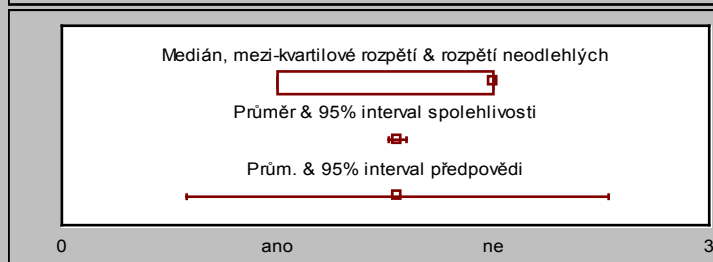 Medián, mezi-kvartilové rozpětí & rozpětí neodlehlých
Průměr & 95% interval spolehlivosti
Prům. & 95% interval předpovědi
0 ano ne 3